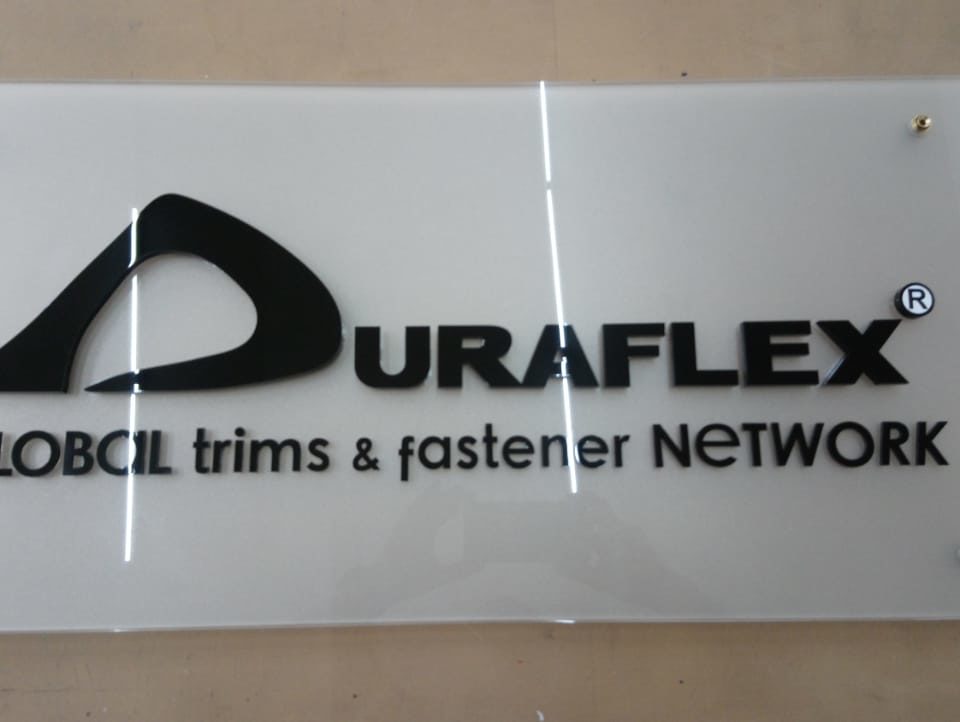 DURAFLEX®
LOBaL trims & fastener NeTWORK